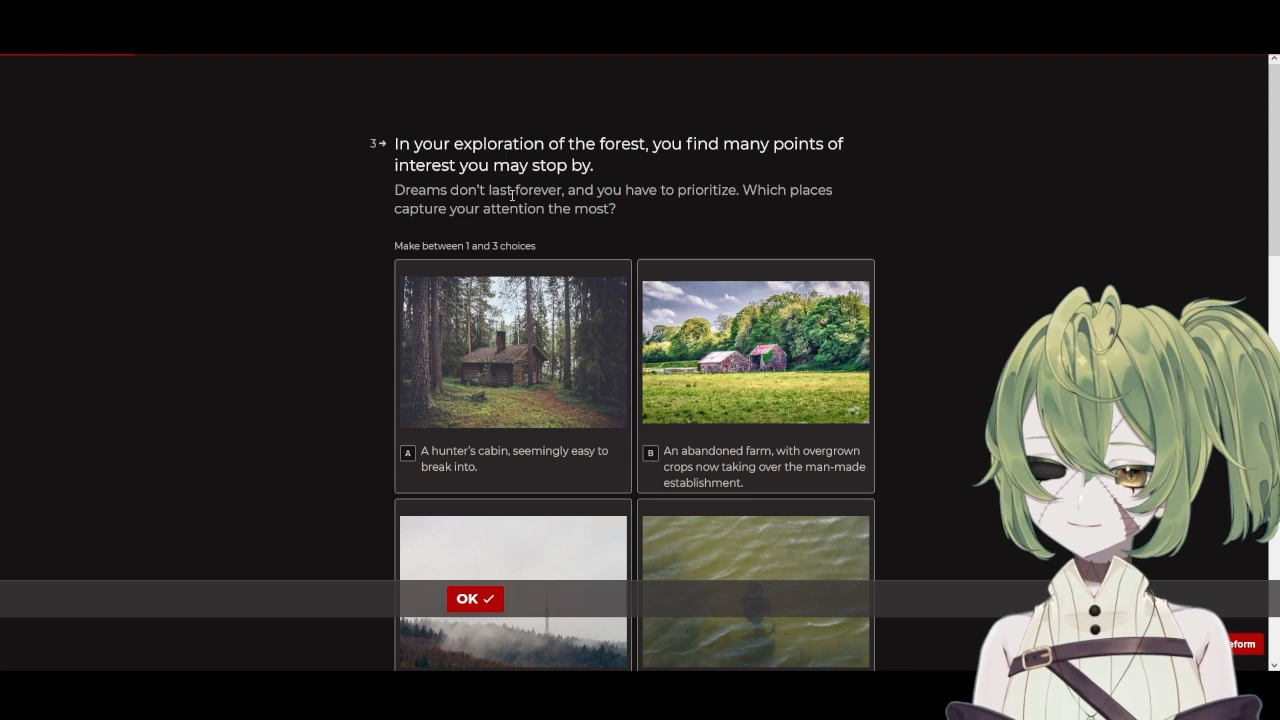 3→ In your exploration of the forest, you find many points of
interest you may stop by.
Dreams don't last forever, and you have to prioritize. Which places
capture your attention the most?
Make between 1 and 3 choices
A A hunter's cabin, seemingly easy to
break into.
B An abandoned farm, with overgrown
crops now taking over the man-made
establishment.
OK ✓